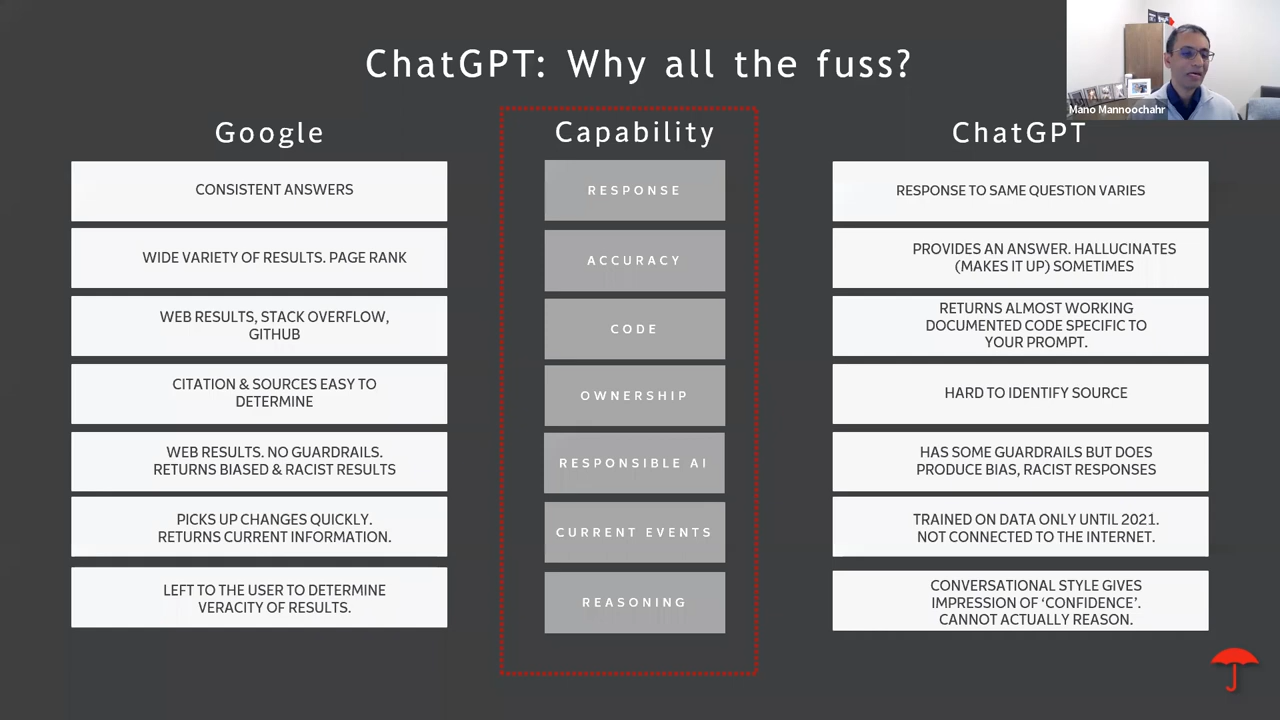 ChatGPT: Why all the fuss?
Mano Mannoochahr
Google
Capability
ChatGPT
CONSISTENT ANSWERS
RESPONSE
RESPONSE TO SAME QUESTION VARIES
WIDE VARIETY OF RESULTS. PAGE RANK
ACCURACY
PROVIDES AN ANSWER. HALLUCINATES
(MAKES IT UP) SOMETIMES
WEB RESULTS, STACK OVERFLOW,
GITHUB
CODE
RETURNS ALMOST WORKING
DOCUMENTED CODE SPECIFIC TO
YOUR PROMPT.
CITATION & SOURCES EASY TO
DETERMINE
OWNERSHIP
HARD TO IDENTIFY SOURCE
WEB RESULTS. NO GUARDRAILS.
RETURNS BIASED & RACIST RESULTS
RESPONSIBLE AI
HAS SOME GUARDRAILS BUT DOES
PRODUCE BIAS, RACIST RESPONSES
PICKS UP CHANGES QUICKLY.
RETURNS CURRENT INFORMATION.
CURRENT EVENTS
TRAINED ON DATA ONLY UNTIL 2021.
NOT CONNECTED TO THE INTERNET.
LEFT TO THE USER TO DETERMINE
VERACITY OF RESULTS.
REASONING
CONVERSATIONAL STYLE GIVES
IMPRESSION OF ‘CONFIDENCE’.
CANNOT ACTUALLY REASON.